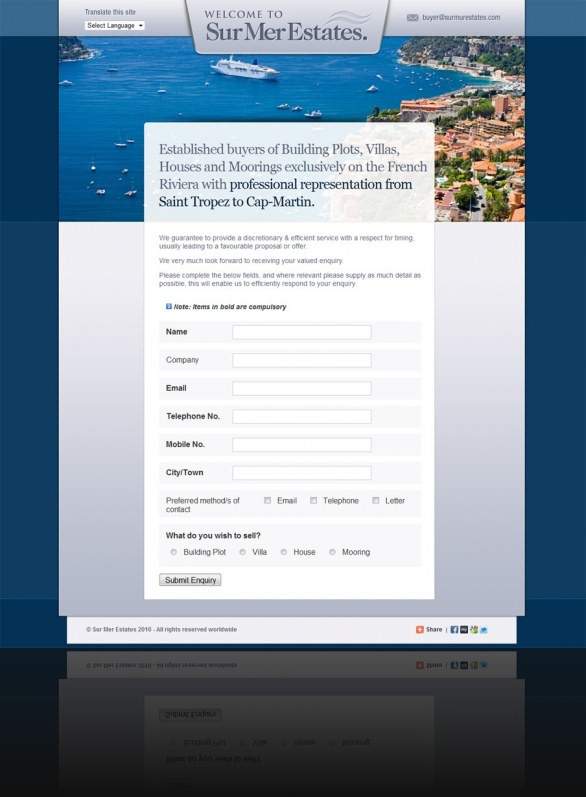 Translate this site
Select Language
WELCOME TO
Sur Mer Estates.
buyer@surmurestates.com
Established buyers of Building Plots, Villas,
Houses and Moorings exclusively on the French
Riviera with professional representation from
Saint Tropez to Cap-Martin.
We guarantee to provide a discretionary & efficient service with a respect for timing,
usually leading to a favourable proposal or offer.
We very much look forward to receiving your valued enquiry.
Please complete the below fields, and where relevant please supply as much detail as
possible, this will enable us to efficiently respond to your enquiry.
Note: Items in bold are compulsory
Name
Company
Email
Telephone No.
Mobile No.
City/Town
Preferred method/s of
contact
Email Telephone Letter
What do you wish to sell?
Building Plot Villa House Mooring
Submit Enquiry
© Sur Mer Estates 2010 - All rights reserved worldwide
Share |